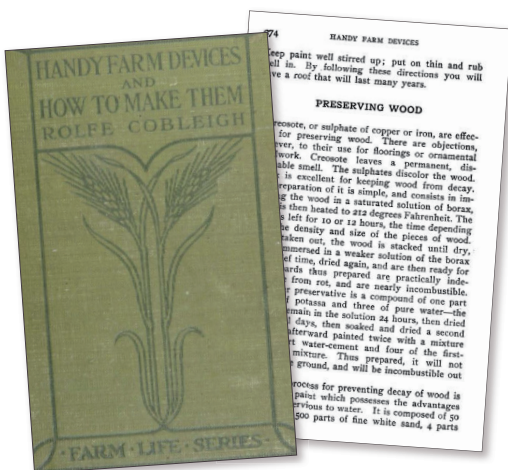 HANDY FARM DEVICES
AND
HOW TO MAKE THEM
ROLFE COBLEIGH
·FARM·LIFE·SERIES·
274 HANDY FARM DEVICES
Keep paint well stirred up; put on thin and rub
well in. By following these directions you will
have a roof that will last many years.
PRESERVING WOOD
Creosote, or sulphate of copper or iron, are effec-
for preserving wood. There are objections,
ever, to their use for floorings or ornamental
work. Creosote leaves a permanent, dis-
able smell. The sulphates discolor the wood.
is excellent for keeping wood from decay.
reparation of it is simple, and consists in im-
ng the wood in a saturated solution of borax,
is then heated to 212 degrees Fahrenheit. The
is left for 10 or 12 hours, the time depending
he density and size of the pieces of wood.
taken out, the wood is stacked until dry,
mmersed in a weaker solution of the borax
ef time, dried again, and are then ready for
ards thus prepared are practically inde-
from rot, and are nearly incombustible.
r preservative is a compound of one part
f potassa and three of pure water—the
emain in the solution 24 hours, then dried
l days, then soaked and dried a second
afterward painted twice with a mixture
rt water-cement and four of the first-
mixture. Thus prepared, it will not
e ground, and will be incombustible out
rocess for preventing decay of wood is
paint which possesses the advantages
ervious to water. It is composed of 50
500 parts of fine white sand, 4 parts